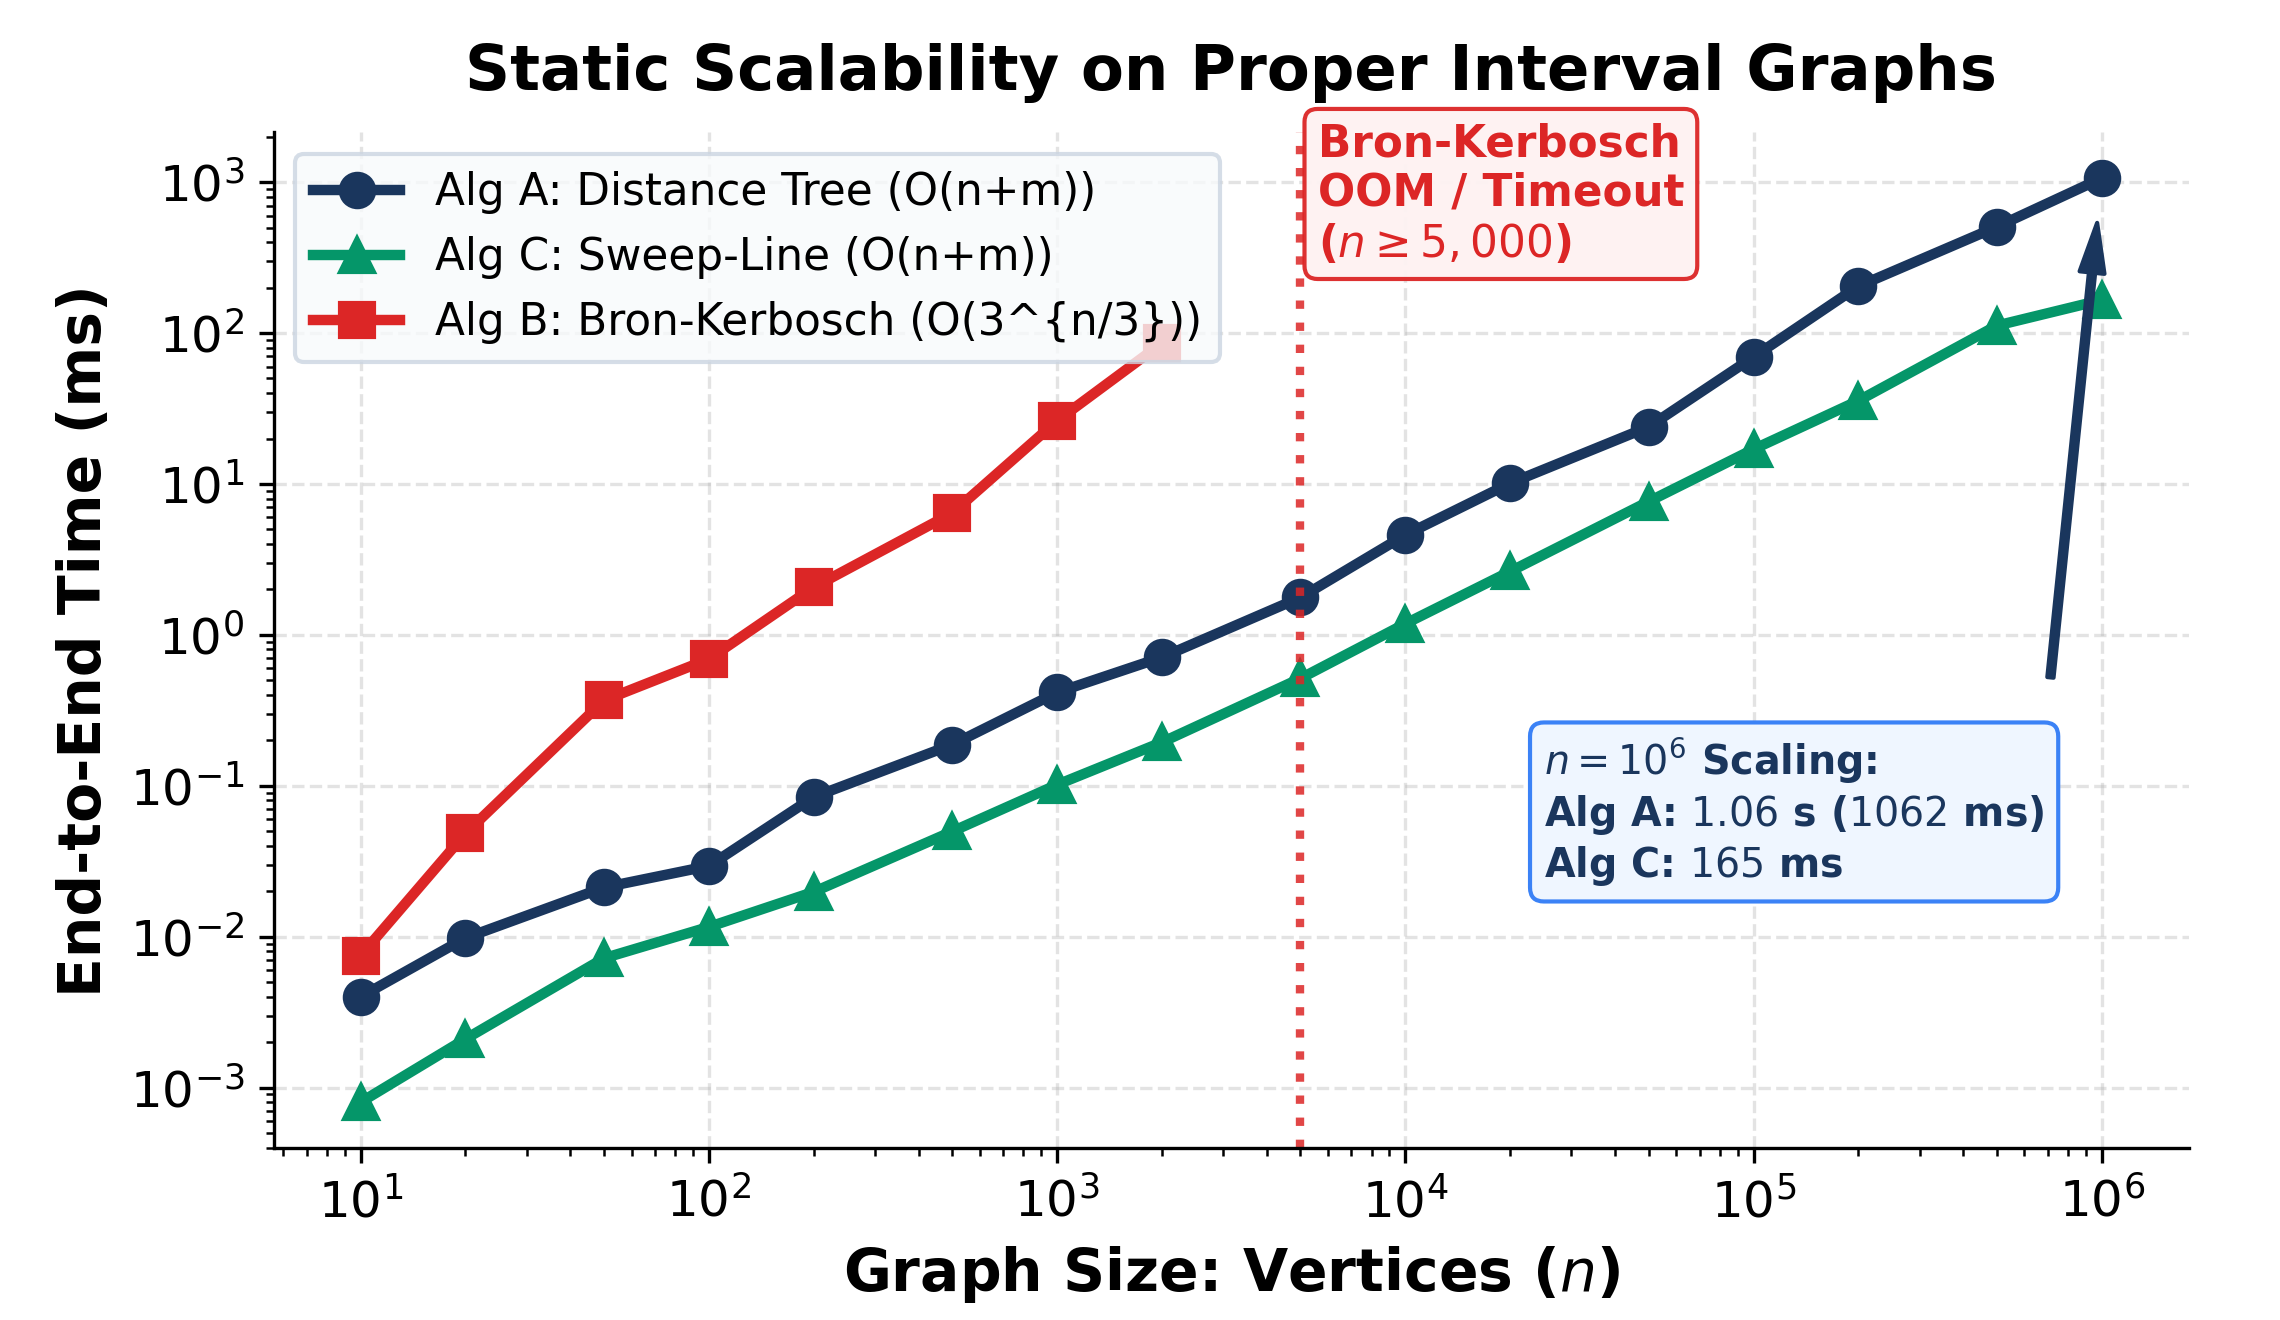 Static Scalability on Proper Interval Graphs
Bron-Kerbosch
OOM / Timeout
(n ≥ 5, 000)
Alg A: Distance Tree (O(n+m))
Alg C: Sweep-Line (O(n+m))
Alg B: Bron-Kerbosch (O(3^{n/3}))
End-to-End Time (ms)
10³
10²
10¹
10⁰
10⁻¹
10⁻²
10⁻³
n = 10⁶ Scaling:
Alg A: 1.06 s (1062 ms)
Alg C: 165 ms
10¹ 10² 10³ 10⁴ 10⁵ 10⁶
Graph Size: Vertices (n)